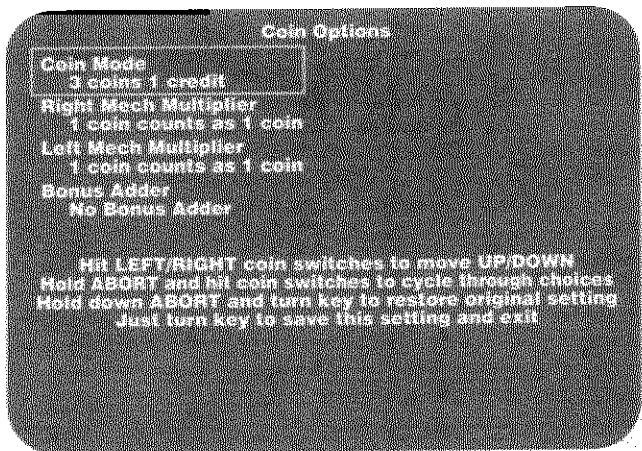 Coin Options
Coin Mode
3 coins 1 credit
Right Mech Multiplier
1 coin counts as 1 coin
Left Mech Multiplier
1 coin counts as 1 coin
Bonus Adder
No Bonus Adder
Hit LEFT/RIGHT coin switches to move UP/DOWN
Hold ABORT and hit coin switches to cycle through choices
Hold down ABORT and turn key to restore original setting
Just turn key to save this setting and exit